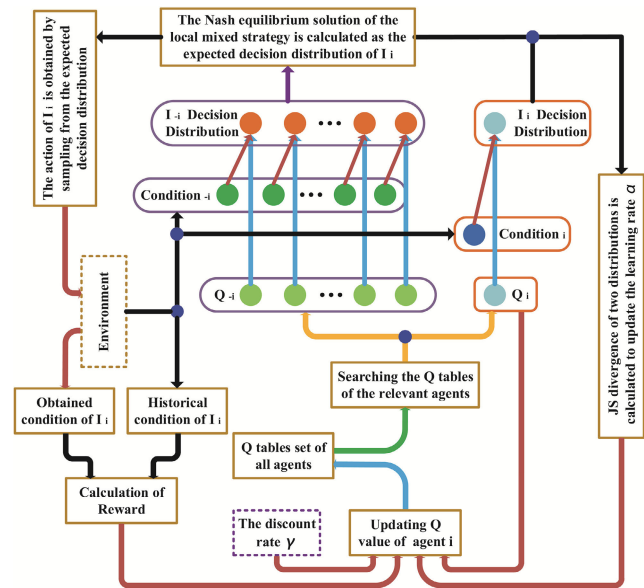 The Nash equilibrium solution of the
local mixed strategy is calculated as the
expected decision distribution of I i
The action of I i is obtained by
sampling from the expected
decision distribution
I -i Decision
Distribution
I i Decision
Distribution
Condition -i
Condition i
Environment
Q -i
Q i
JS divergence of two distributions is
calculated to update the learning rate α
Searching the Q tables
of the relevant agents
Obtained
condition of I i
Historical
condition of I i
Q tables set of
all agents
Calculation of
Reward
The discount
rate γ
Updating Q
value of agent i